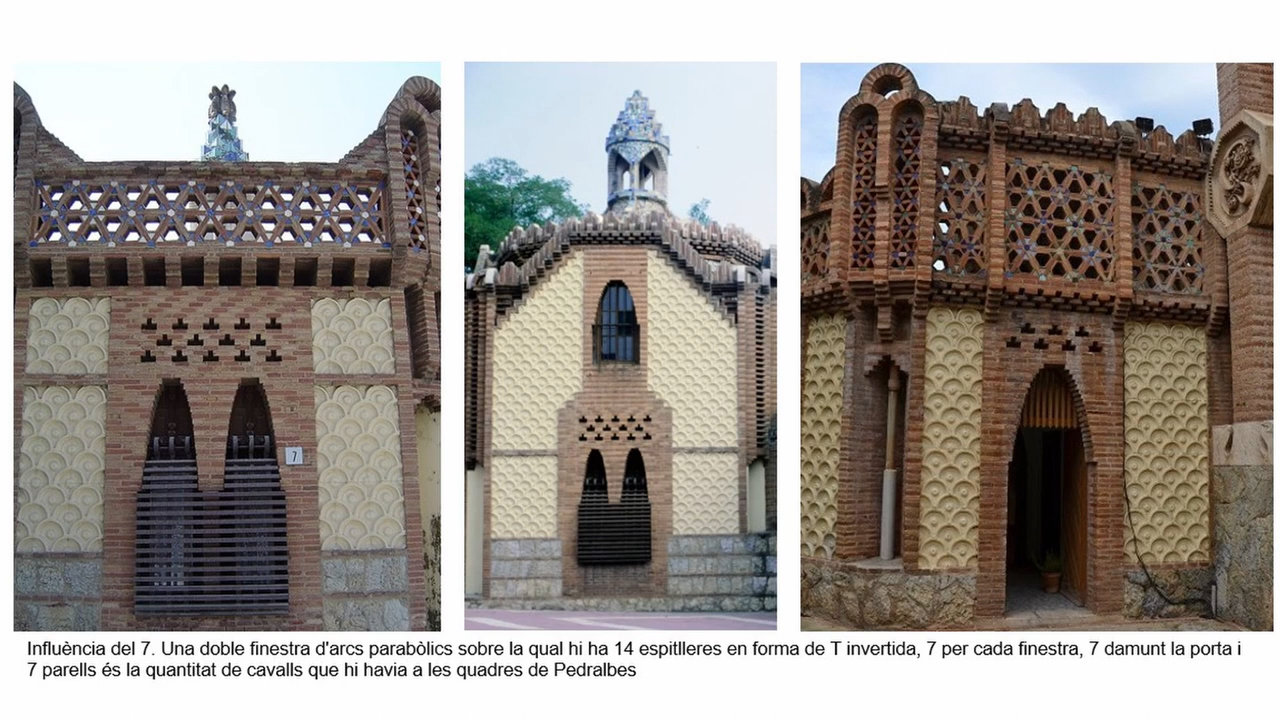 7
Influència del 7. Una doble finestra d'arcs parabòlics sobre la qual hi ha 14 espitlleres en forma de T invertida, 7 per cada finestra, 7 damunt la porta i
7 parells és la quantitat de cavalls que hi havia a les quadres de Pedralbes